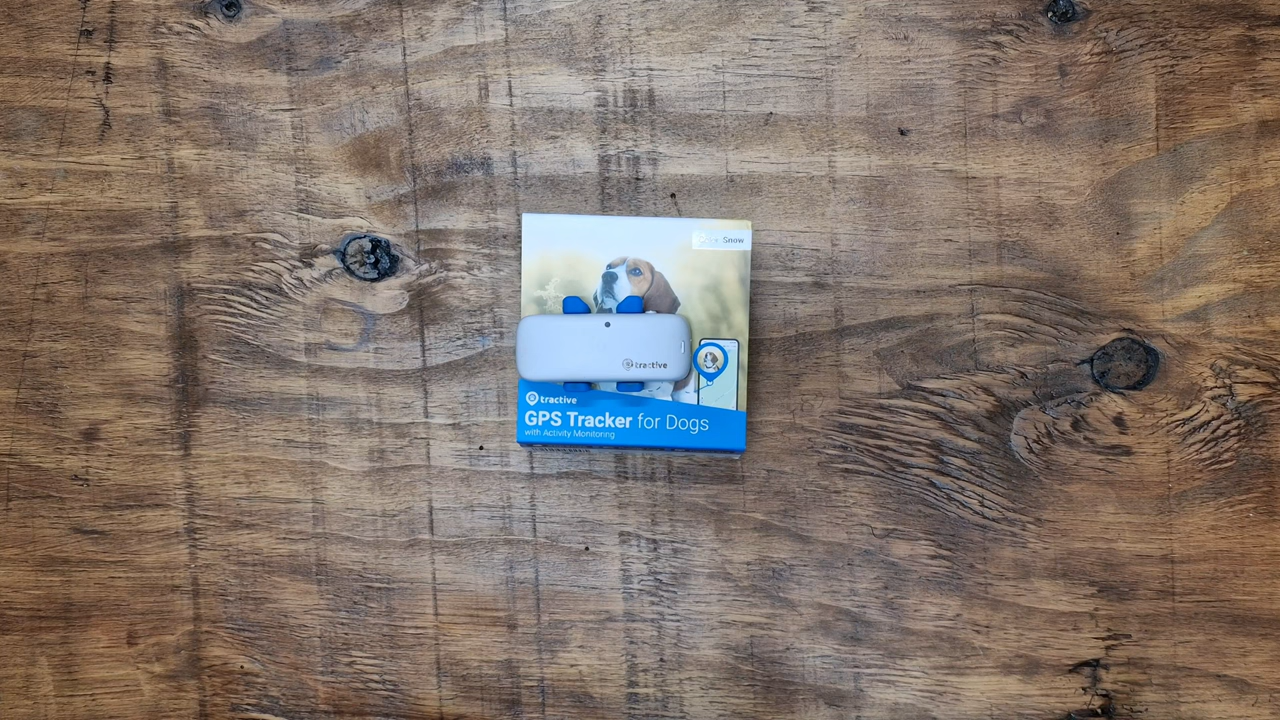 Snow
tractive
tractive
GPS Tracker for Dogs
with Activity Monitoring